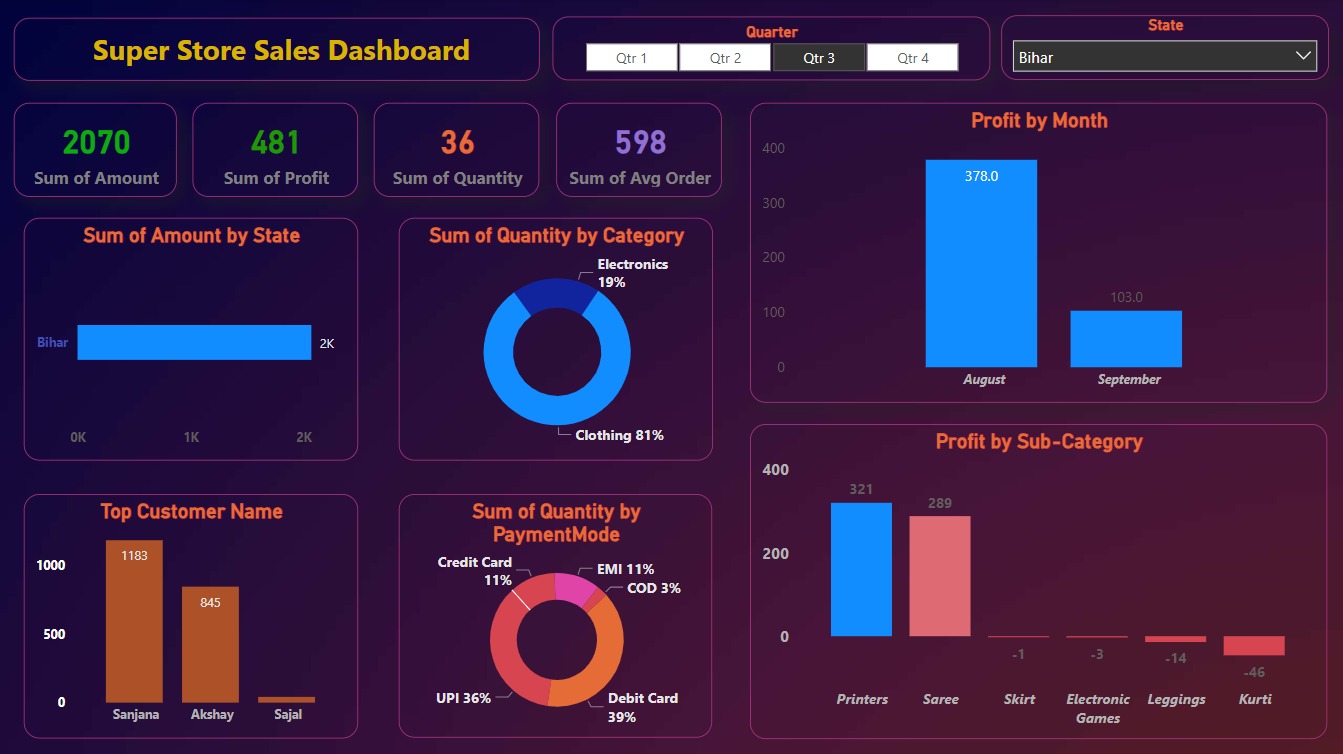 Super Store Sales Dashboard
Quarter
Qtr 1
Qtr 2
Qtr 3
Qtr 4
State
Bihar
2070
Sum of Amount
481
Sum of Profit
36
Sum of Quantity
598
Sum of Avg Order
Sum of Amount by State
Bihar
2K
0K
1K
2K
Sum of Quantity by Category
Electronics
19%
Clothing 81%
Profit by Month
400
300
200
100
0
378.0
103.0
August
September
Top Customer Name
1000
500
0
1183
845
Sanjana
Akshay
Sajal
Sum of Quantity by
PaymentMode
Credit Card
11%
EMI 11%
COD 3%
UPI 36%
Debit Card
39%
Profit by Sub-Category
400
200
0
321
289
-1
-3
-14
-46
Printers
Saree
Skirt
Electronic
Games
Leggings
Kurti